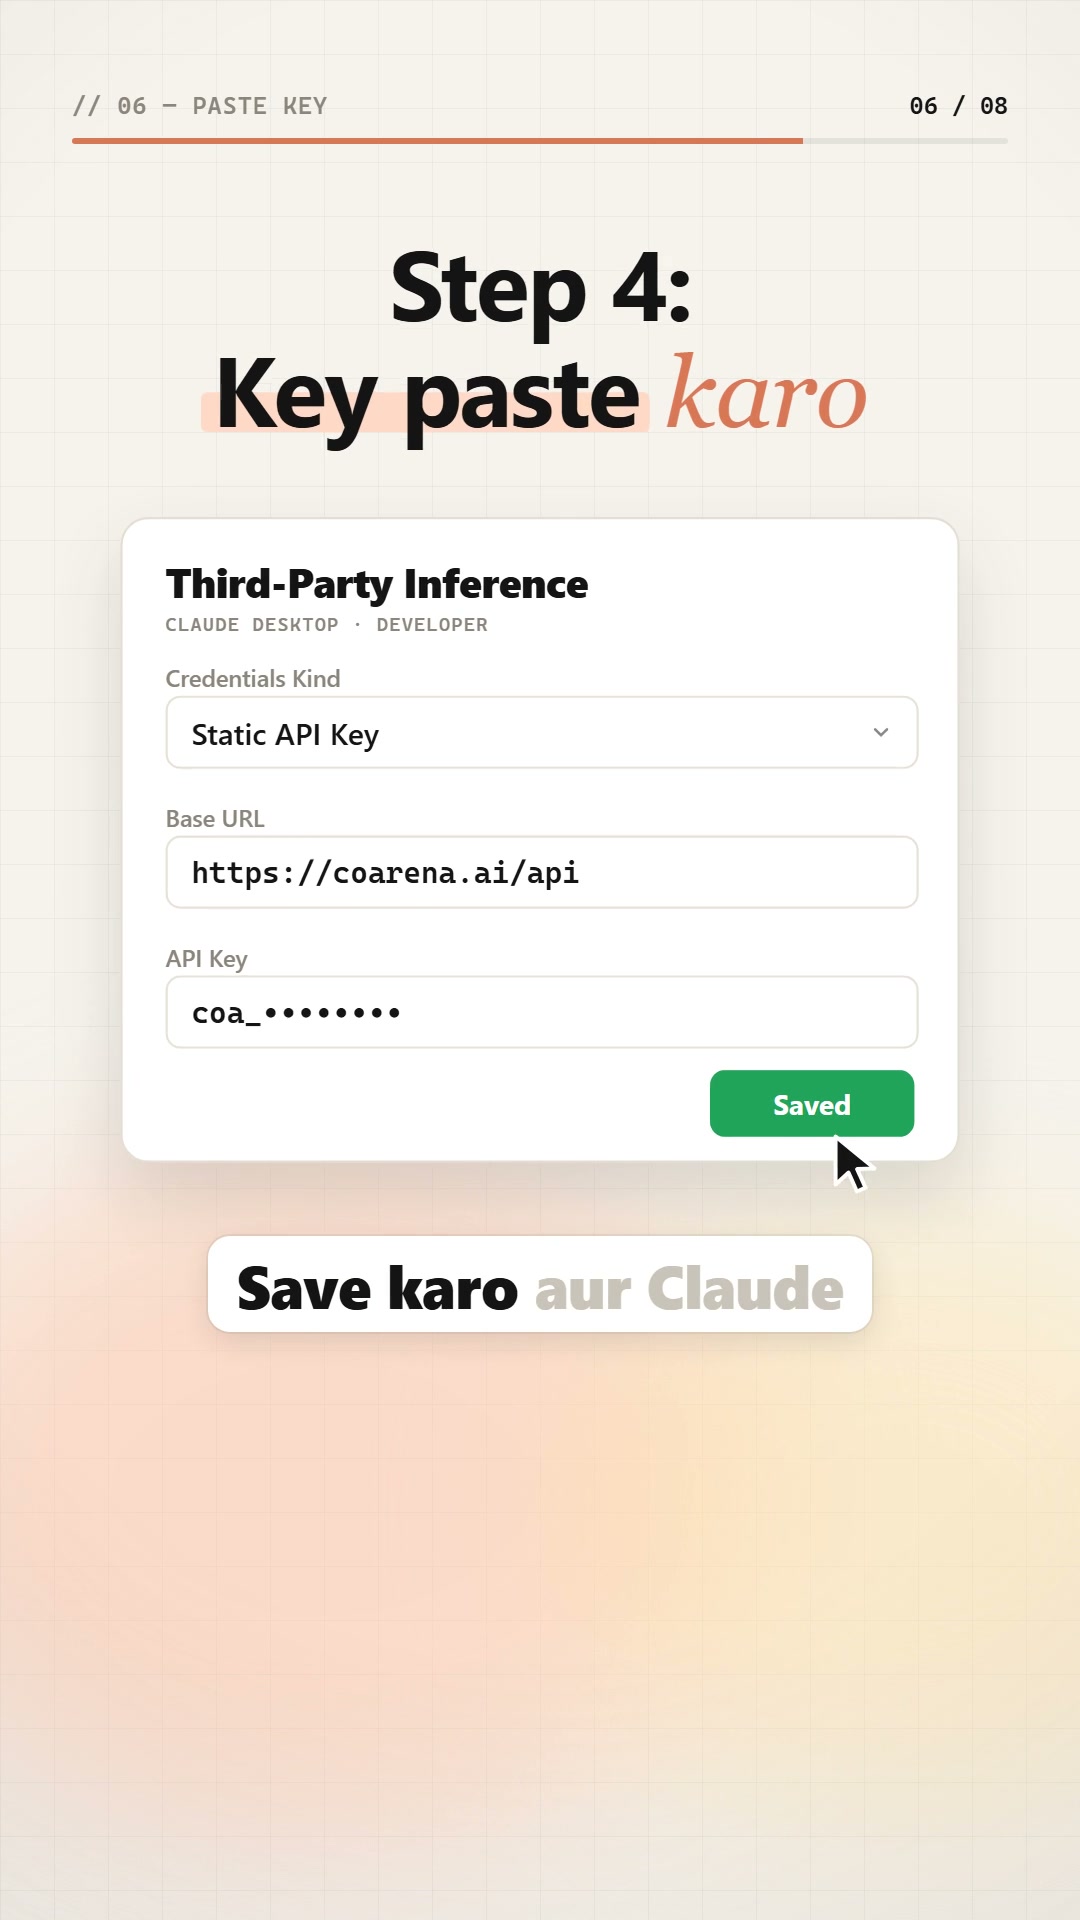 // 06 — PASTE KEY
06 / 08
Step 4:
Key paste karo
Third-Party Inference
CLAUDE DESKTOP · DEVELOPER
Credentials Kind
Static API Key
Base URL
https://coarena.ai/api
API Key
coa_••••••••
Saved
Save karo aur Claude